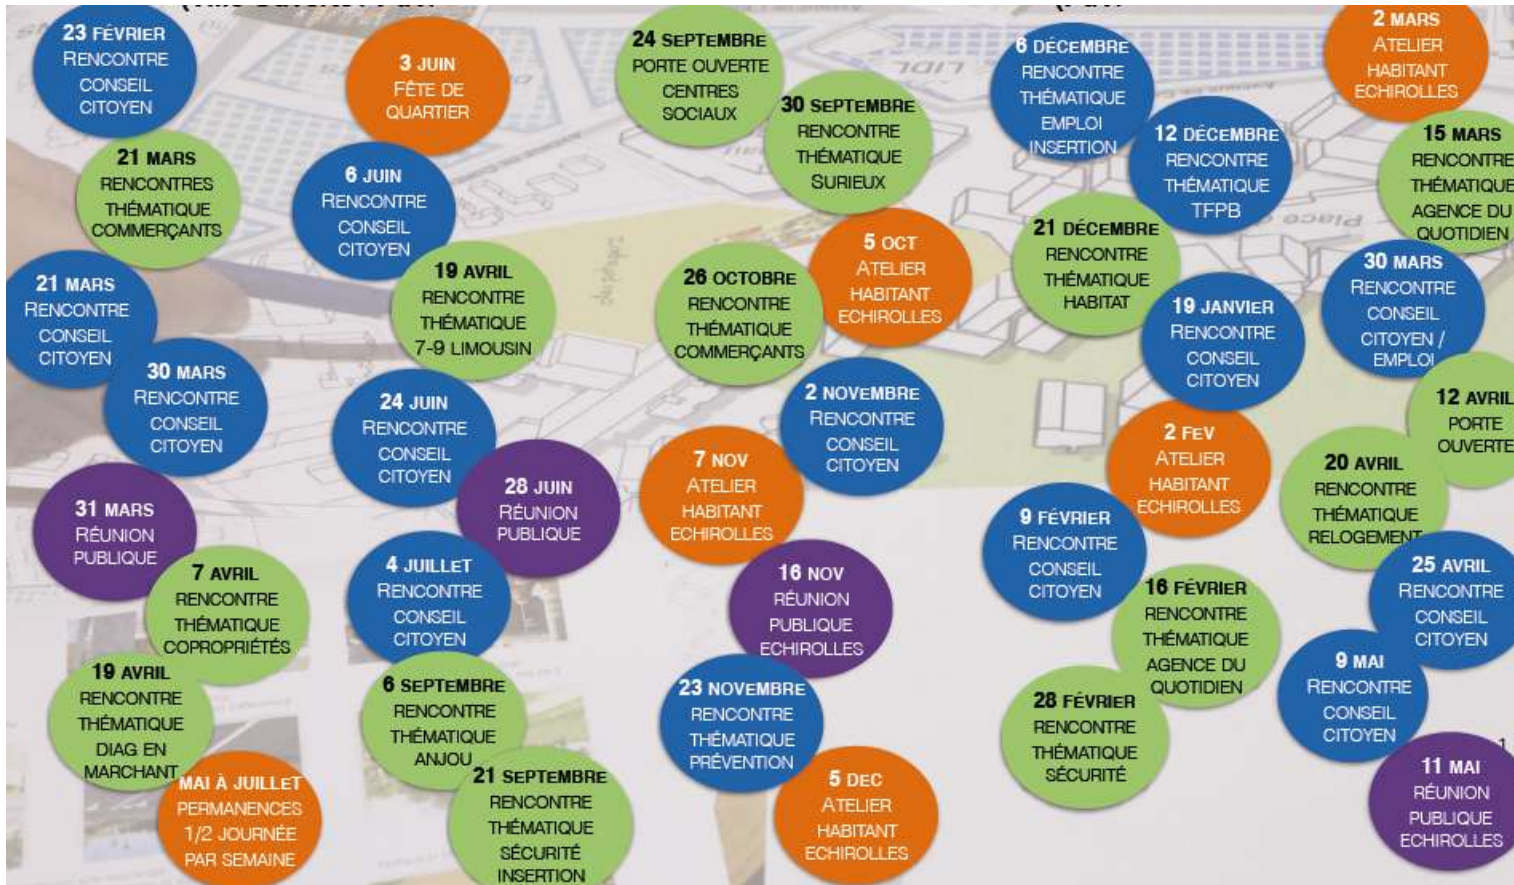 23 FÉVRIER
RENCONTRE
CONSEIL
CITOYEN
21 MARS
RENCONTRES
THÉMATIQUE
COMMERÇANTS
21 MARS
RENCONTRE
CONSEIL
CITOYEN
30 MARS
RENCONTRE
CONSEIL
CITOYEN
31 MARS
RÉUNION
PUBLIQUE
7 AVRIL
RENCONTRE
THÉMATIQUE
COPROPRIÉTÉS
19 AVRIL
RENCONTRE
THÉMATIQUE
DIAG EN
MARCHANT
MAI À JUILLET
PERMANENCES
1/2 JOURNÉE
PAR SEMAINE
3 JUIN
FÊTE DE
QUARTIER
6 JUIN
RENCONTRE
CONSEIL
CITOYEN
19 AVRIL
RENCONTRE
THÉMATIQUE
7-9 LIMOUSIN
24 JUIN
RENCONTRE
CONSEIL
CITOYEN
28 JUIN
RÉUNION
PUBLIQUE
4 JUILLET
RENCONTRE
CONSEIL
CITOYEN
6 SEPTEMBRE
RENCONTRE
THÉMATIQUE
ANJOU
21 SEPTEMBRE
RENCONTRE
THÉMATIQUE
SÉCURITÉ
INSERTION
24 SEPTEMBRE
PORTE OUVERTE
CENTRES
SOCIAUX
30 SEPTEMBRE
RENCONTRE
THÉMATIQUE
SURIEUX
5 OCT
ATELIER
HABITANT
ECHIROLLES
26 OCTOBRE
RENCONTRE
THÉMATIQUE
COMMERÇANTS
2 NOVEMBRE
RENCONTRE
CONSEIL
CITOYEN
7 NOV
ATELIER
HABITANT
ECHIROLLES
16 NOV
RÉUNION
PUBLIQUE
ECHIROLLES
23 NOVEMBRE
RENCONTRE
THÉMATIQUE
PRÉVENTION
5 DEC
ATELIER
HABITANT
ECHIROLLES
6 DÉCEMBRE
RENCONTRE
THÉMATIQUE
EMPLOI
INSERTION
12 DÉCEMBRE
RENCONTRE
THÉMATIQUE
TFPB
21 DÉCEMBRE
RENCONTRE
THÉMATIQUE
HABITAT
19 JANVIER
RENCONTRE
CONSEIL
CITOYEN
2 FEV
ATELIER
HABITANT
ECHIROLLES
9 FÉVRIER
RENCONTRE
CONSEIL
CITOYEN
16 FÉVRIER
RENCONTRE
THÉMATIQUE
AGENCE DU
QUOTIDIEN
28 FÉVRIER
RENCONTRE
THÉMATIQUE
SÉCURITÉ
2 MARS
ATELIER
HABITANT
ECHIROLLES
15 MARS
RENCONTRE
THÉMATIQUE
AGENCE DU
QUOTIDIEN
30 MARS
RENCONTRE
CONSEIL
CITOYEN /
EMPLOI
12 AVRIL
PORTE
OUVERTE
20 AVRIL
RENCONTRE
THÉMATIQUE
RELOGEMENT
25 AVRIL
RENCONTRE
CONSEIL
CITOYEN
9 MAI
RENCONTRE
CONSEIL
CITOYEN
11 MAI
RÉUNION
PUBLIQUE
ECHIROLLES
LIDL
Place
1